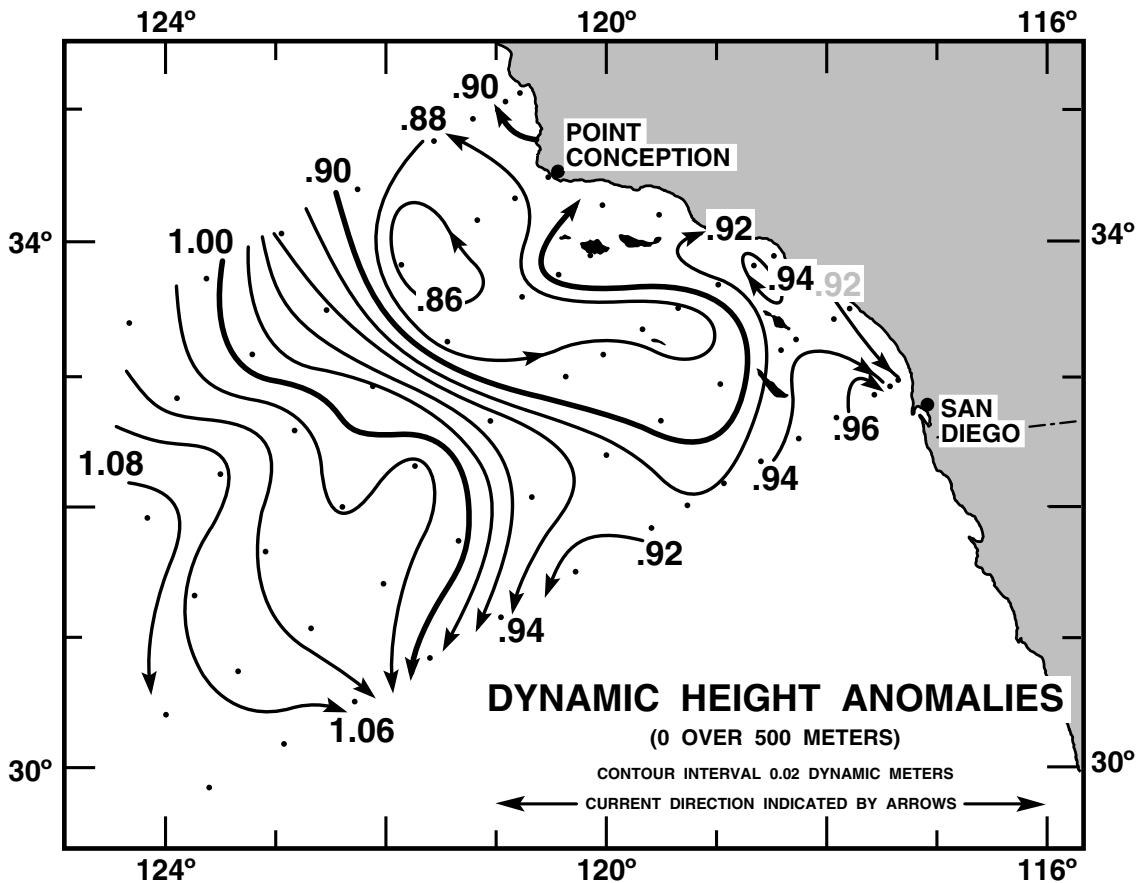 124º 120º 116º
.90
.88
POINT
CONCEPTION
.90
.92
34º 1.00 34º
.94 .92
.86
SAN
DIEGO
.96
1.08 .94
.92
.94
DYNAMIC HEIGHT ANOMALIES
1.06
(0 OVER 500 METERS)
30º 30º
CONTOUR INTERVAL 0.02 DYNAMIC METERS
CURRENT DIRECTION INDICATED BY ARROWS
124º 120º 116º